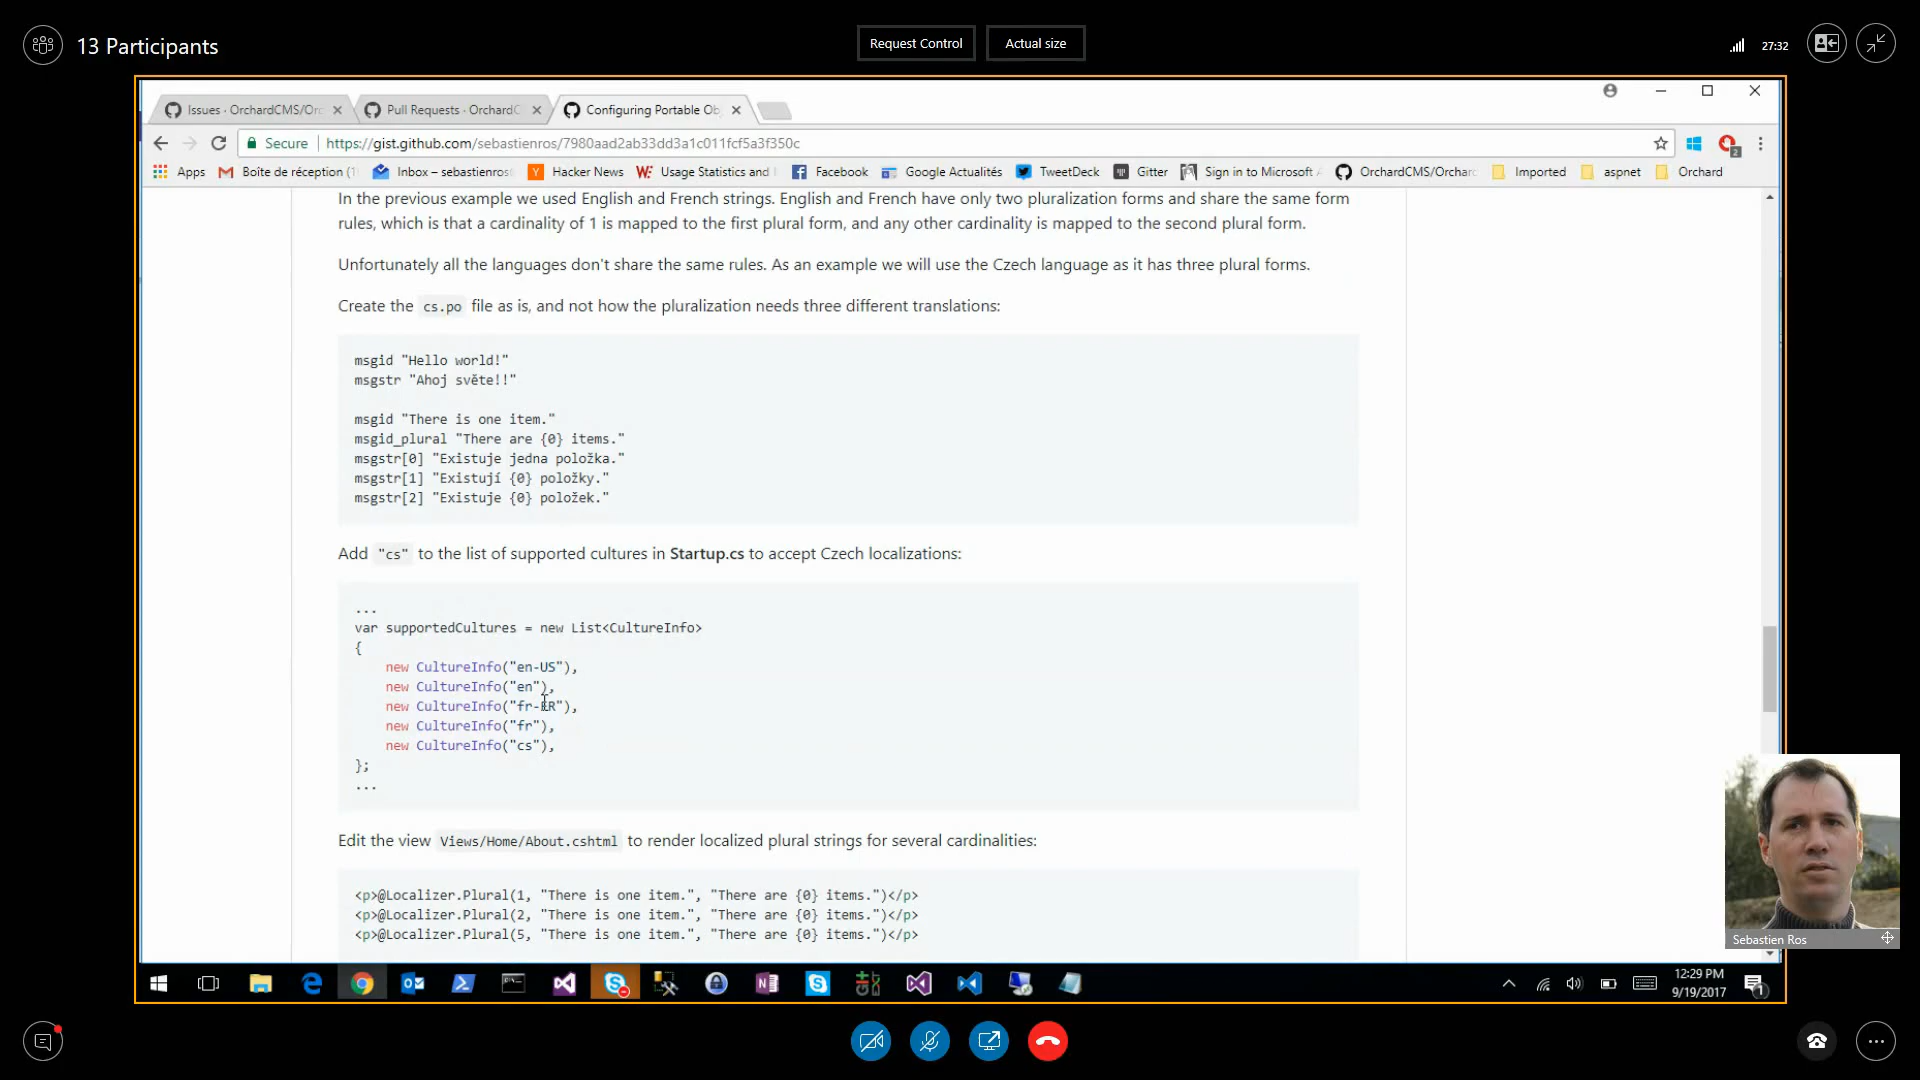 13 Participants
Request Control
Actual size
27:32
Issues · OrchardCMS/Orc
Pull Requests · OrchardC
Configuring Portable Ob
Secure
https://gist.github.com/sebastienros/7980aad2ab33dd3a1c011fcf5a3f350c
Apps
Boîte de réception (1
Inbox – sebastienros
Hacker News
Usage Statistics and
Facebook
Google Actualités
TweetDeck
Gitter
Sign in to Microsoft
OrchardCMS/Orchar
Imported
aspnet
Orchard
In the previous example we used English and French strings. English and French have only two pluralization forms and share the same form
rules, which is that a cardinality of 1 is mapped to the first plural form, and any other cardinality is mapped to the second plural form.
Unfortunately all the languages don't share the same rules. As an example we will use the Czech language as it has three plural forms.
Create the cs.po file as is, and not how the pluralization needs three different translations:
msgid "Hello world!"
msgstr "Ahoj světe!!"
msgid "There is one item."
msgid_plural "There are {0} items."
msgstr[0] "Existuje jedna položka."
msgstr[1] "Existují {0} položky."
msgstr[2] "Existuje {0} položek."
Add "cs" to the list of supported cultures in Startup.cs to accept Czech localizations:
...
var supportedCultures = new List<CultureInfo>
{
new CultureInfo("en-US"),
new CultureInfo("en"),
new CultureInfo("fr-FR"),
new CultureInfo("fr"),
new CultureInfo("cs"),
};
...
Edit the view Views/Home/About.cshtml to render localized plural strings for several cardinalities:
<p>@Localizer.Plural(1, "There is one item.", "There are {0} items.")</p>
<p>@Localizer.Plural(2, "There is one item.", "There are {0} items.")</p>
<p>@Localizer.Plural(5, "There is one item.", "There are {0} items.")</p>
Sebastien Ros
12:29 PM
9/19/2017